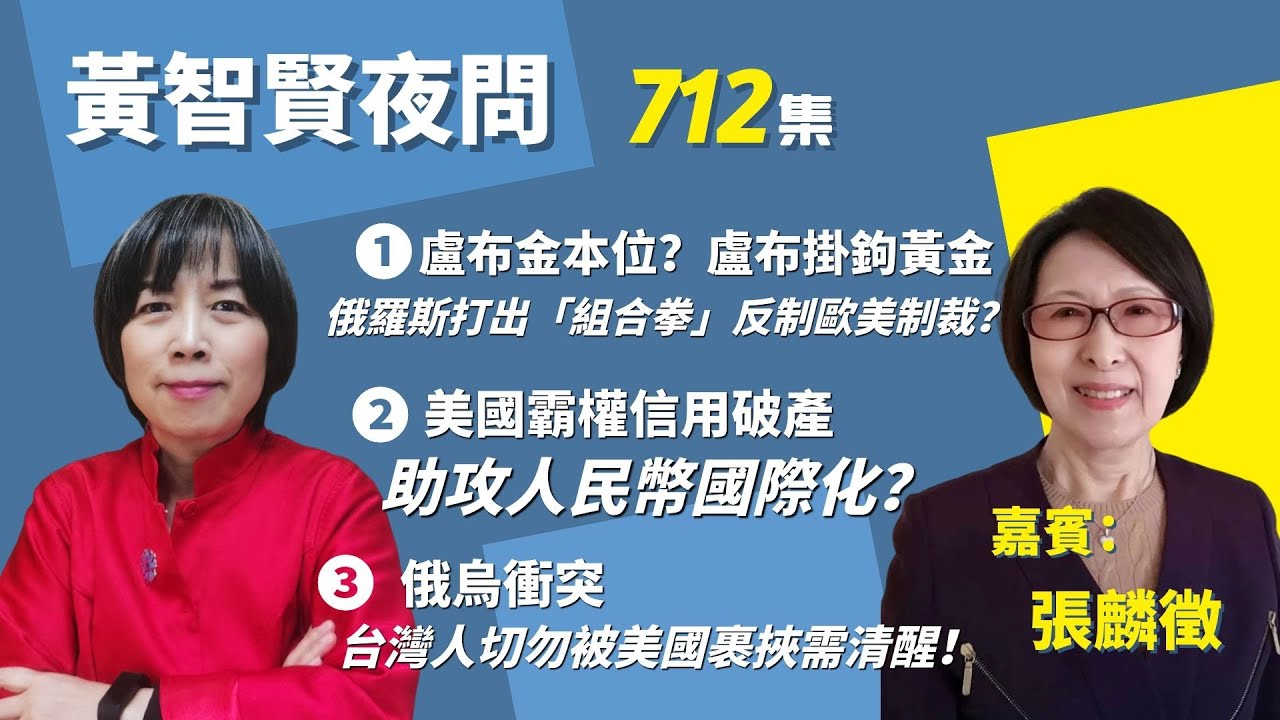 黃智賢夜問 712集
1 盧布金本位？盧布掛鉤黃金
俄羅斯打出「組合拳」反制歐美制裁？
2 美國霸權信用破產
助攻人民幣國際化？
3 俄烏衝突
台灣人切勿被美國裹挾需清醒！
嘉賓：
張麟徵